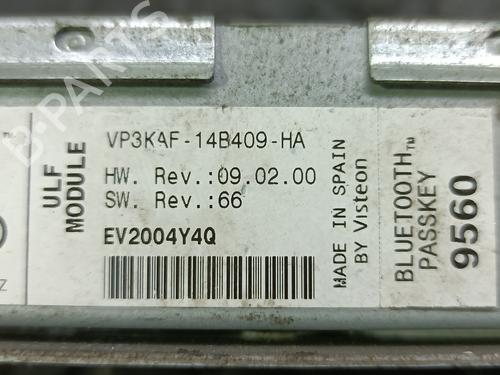 ULF
MODULE
VP3KAF-14B409-HA
HW. Rev.:09.02.00
SW. Rev.:66
EV2004Y4Q
MADE IN SPAIN
BY Visteon
BLUETOOTH™
PASSKEY
9560
B-PARTS